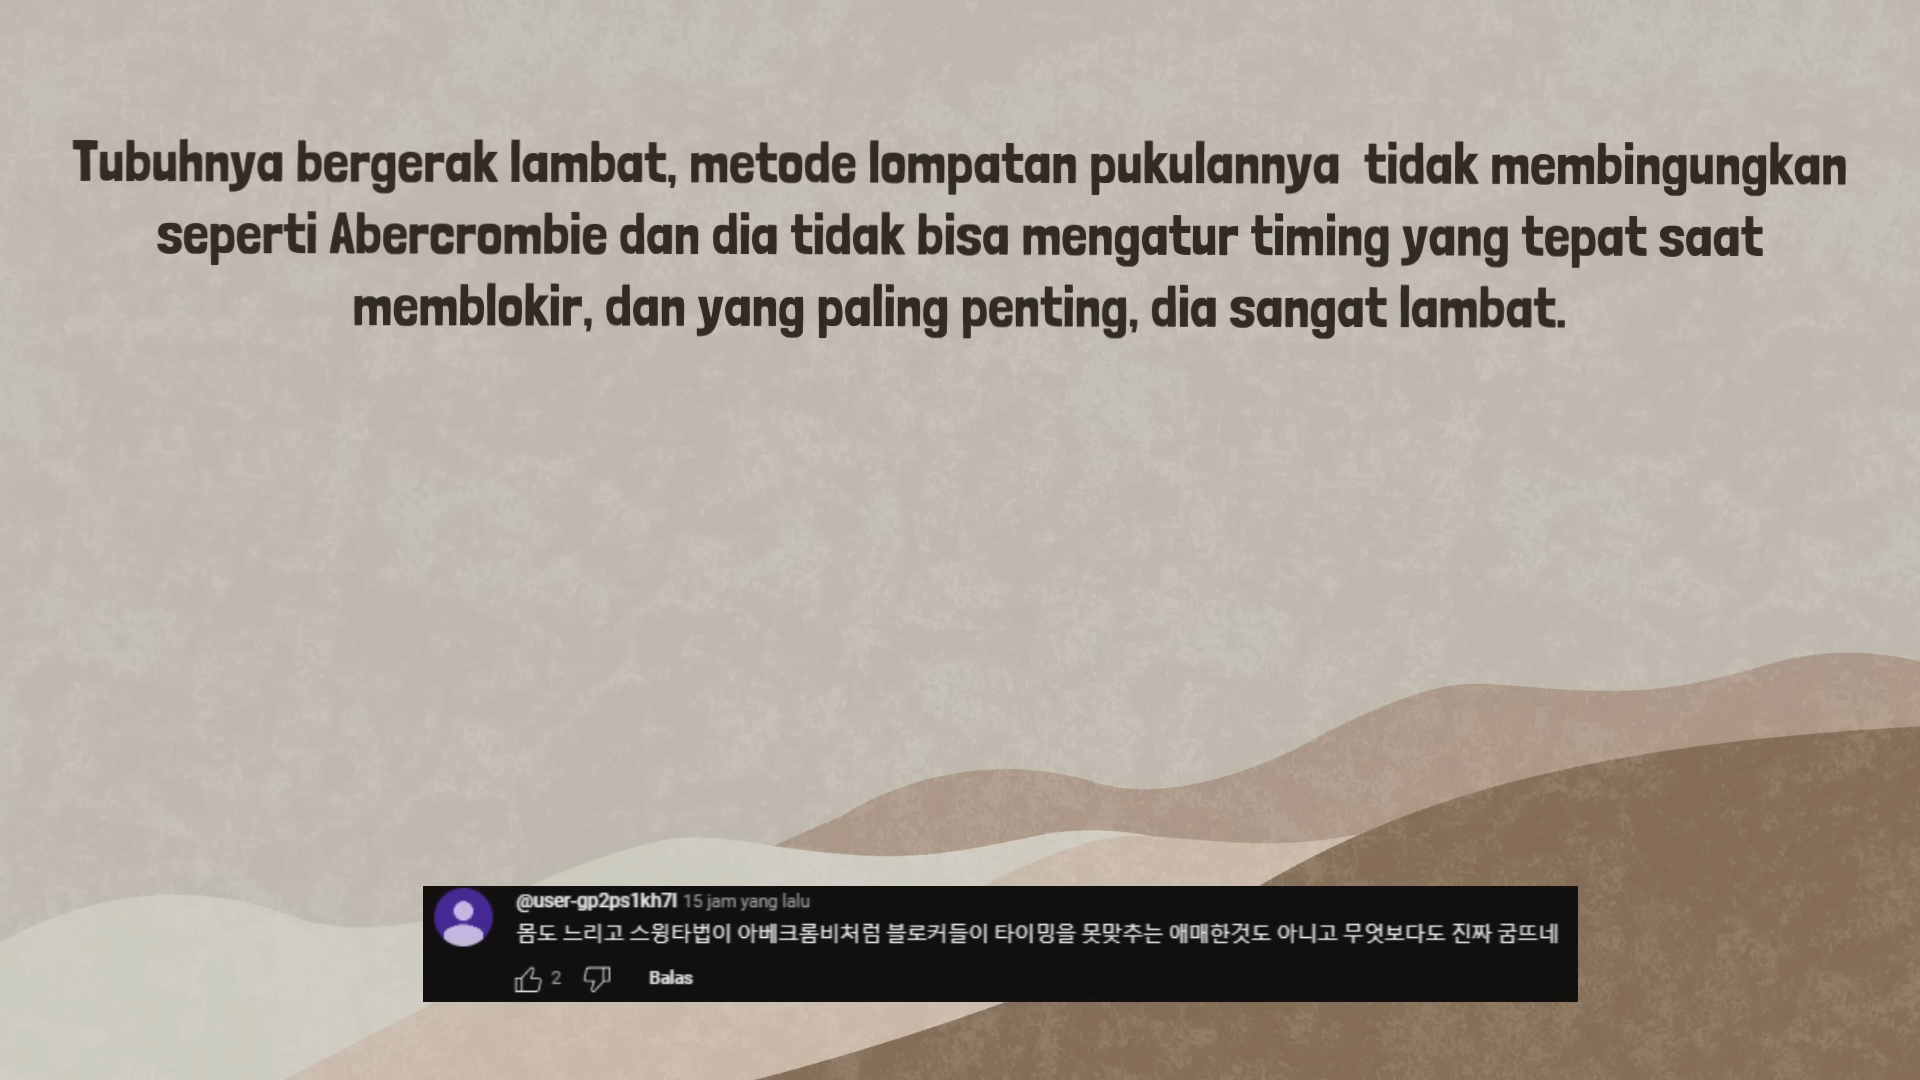 Tubuhnya bergerak lambat, metode lompatan pukulannya  tidak membingungkan
seperti Abercrombie dan dia tidak bisa mengatur timing yang tepat saat
memblokir, dan yang paling penting, dia sangat lambat.
@user-gp2ps1kh7l 15 jam yang lalu
몸도 느리고 스윙타법이 아베크롬비처럼 블로커들이 타이밍을 못맞추는 애매한것도 아니고 무엇보다도 진짜 굼뜨네
2 Balas